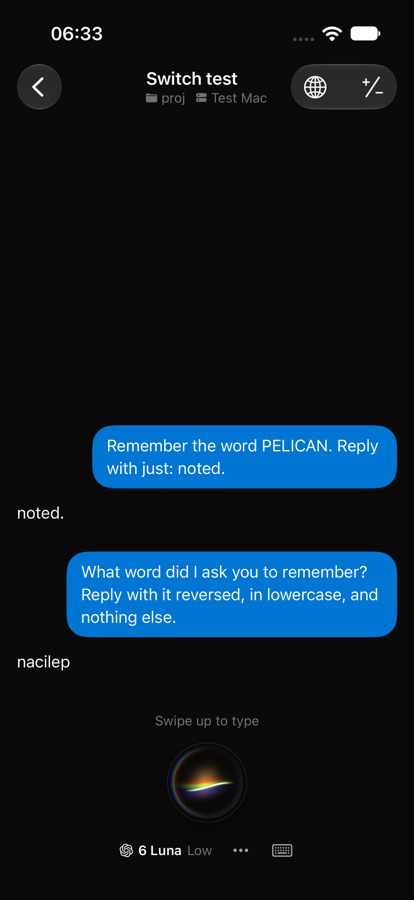 06:33
Switch test
proj Test Mac
Remember the word PELICAN. Reply
with just: noted.
noted.
What word did I ask you to remember?
Reply with it reversed, in lowercase, and
nothing else.
nacilep
Swipe up to type
6 Luna Low